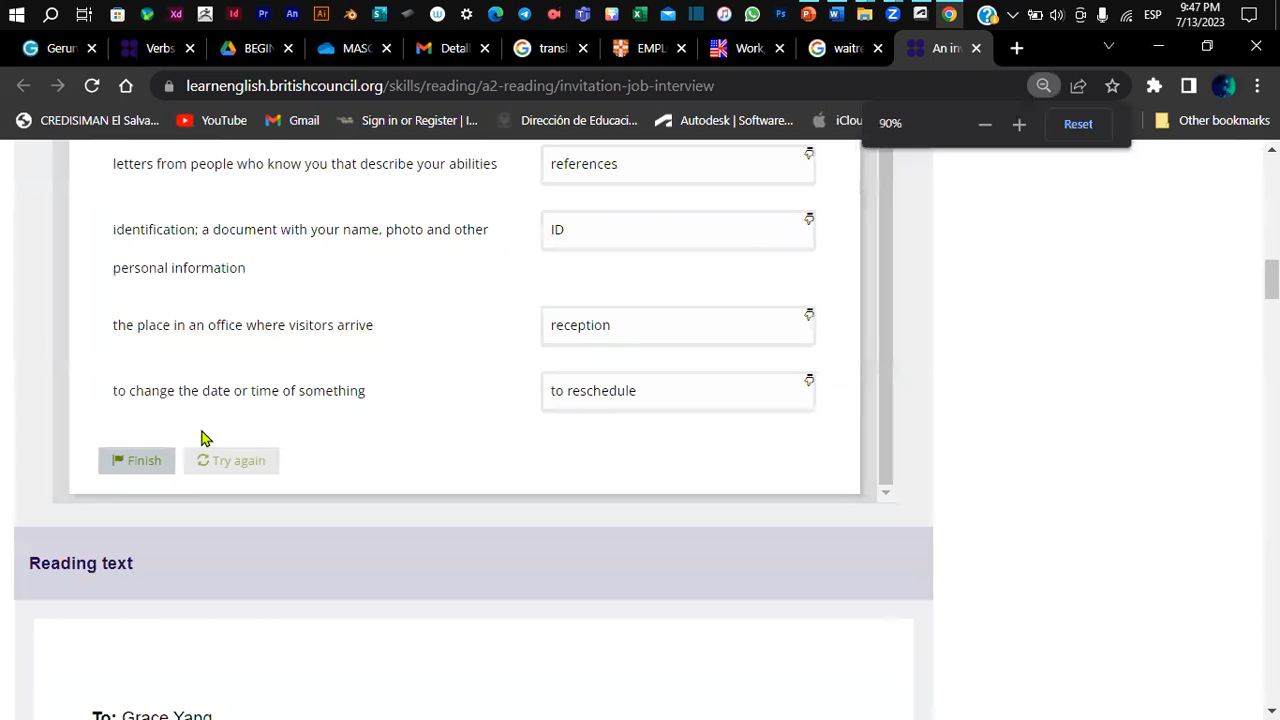 9:47 PM
ESP
7/13/2023
Gerun
Verbs
BEGIN
MASC
Detall
trans
EMPL
Work,
waitre
An in
learnenglish.britishcouncil.org/skills/reading/a2-reading/invitation-job-interview
CREDISIMAN El Salva...
YouTube
Gmail
Sign in or Register | ...
Dirección de Educaci...
Autodesk | Software...
iClou
Other bookmarks
90%
Reset
letters from people who know you that describe your abilities
references
identification; a document with your name, photo and other
personal information
ID
the place in an office where visitors arrive
reception
to change the date or time of something
to reschedule
Finish
Try again
Reading text
To: Grace Yang